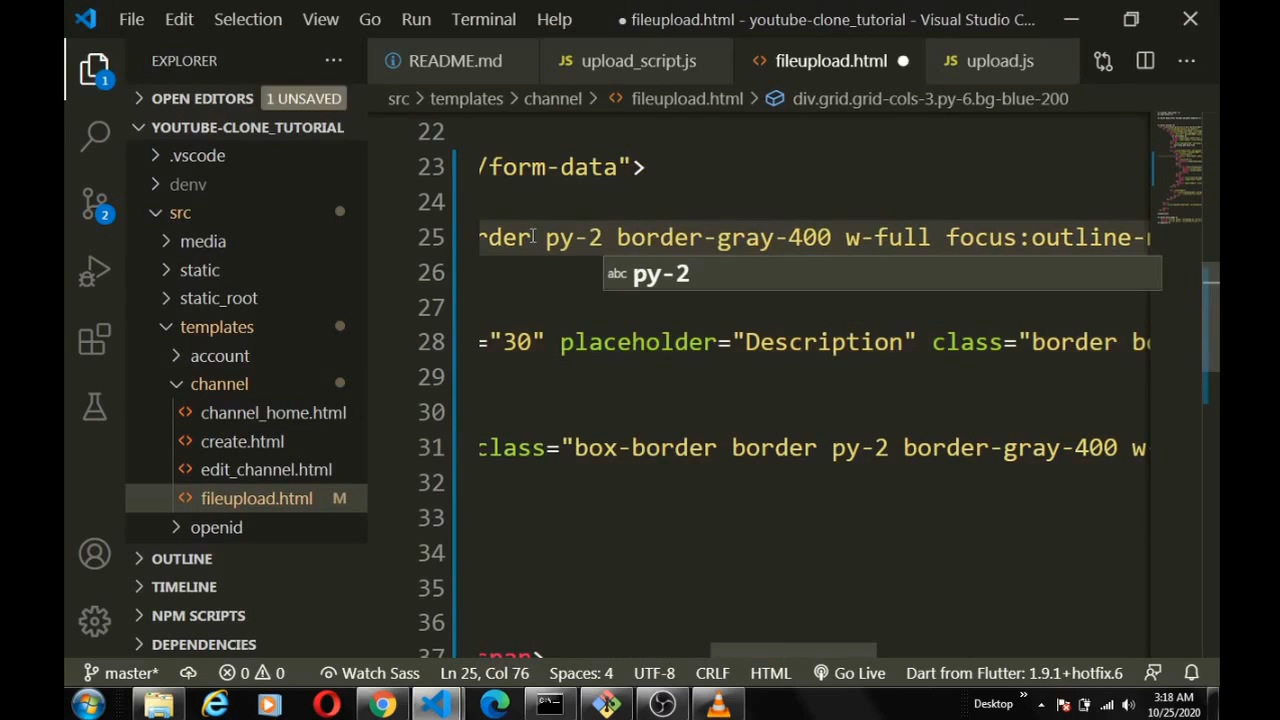 File Edit Selection View Go Run Terminal Help
● fileupload.html - youtube-clone_tutorial - Visual Studio C...
EXPLORER
README.md
JS upload_script.js
fileupload.html
JS upload.js
OPEN EDITORS 1 UNSAVED
src > templates > channel > fileupload.html > div.grid.grid-cols-3.py-6.bg-blue-200
YOUTUBE-CLONE_TUTORIAL
.vscode
denv
src
media
static
static_root
templates
account
channel
channel_home.html
create.html
edit_channel.html
fileupload.html M
openid
OUTLINE
TIMELINE
NPM SCRIPTS
DEPENDENCIES
1
2
22
23 /form-data">
24
25 rder py-2 border-gray-400 w-full focus:outline-
abc py-2
26
27
28 ="30" placeholder="Description" class="border
29
30
31 class="box-border border py-2 border-gray-400 w-
32
33
34
35
36
37 span>
master* 0 0 Watch Sass Ln 25, Col 76 Spaces: 4 UTF-8 CRLF HTML Go Live Dart from Flutter: 1.9.1+hotfix.6
Desktop
3:18 AM
10/25/2020